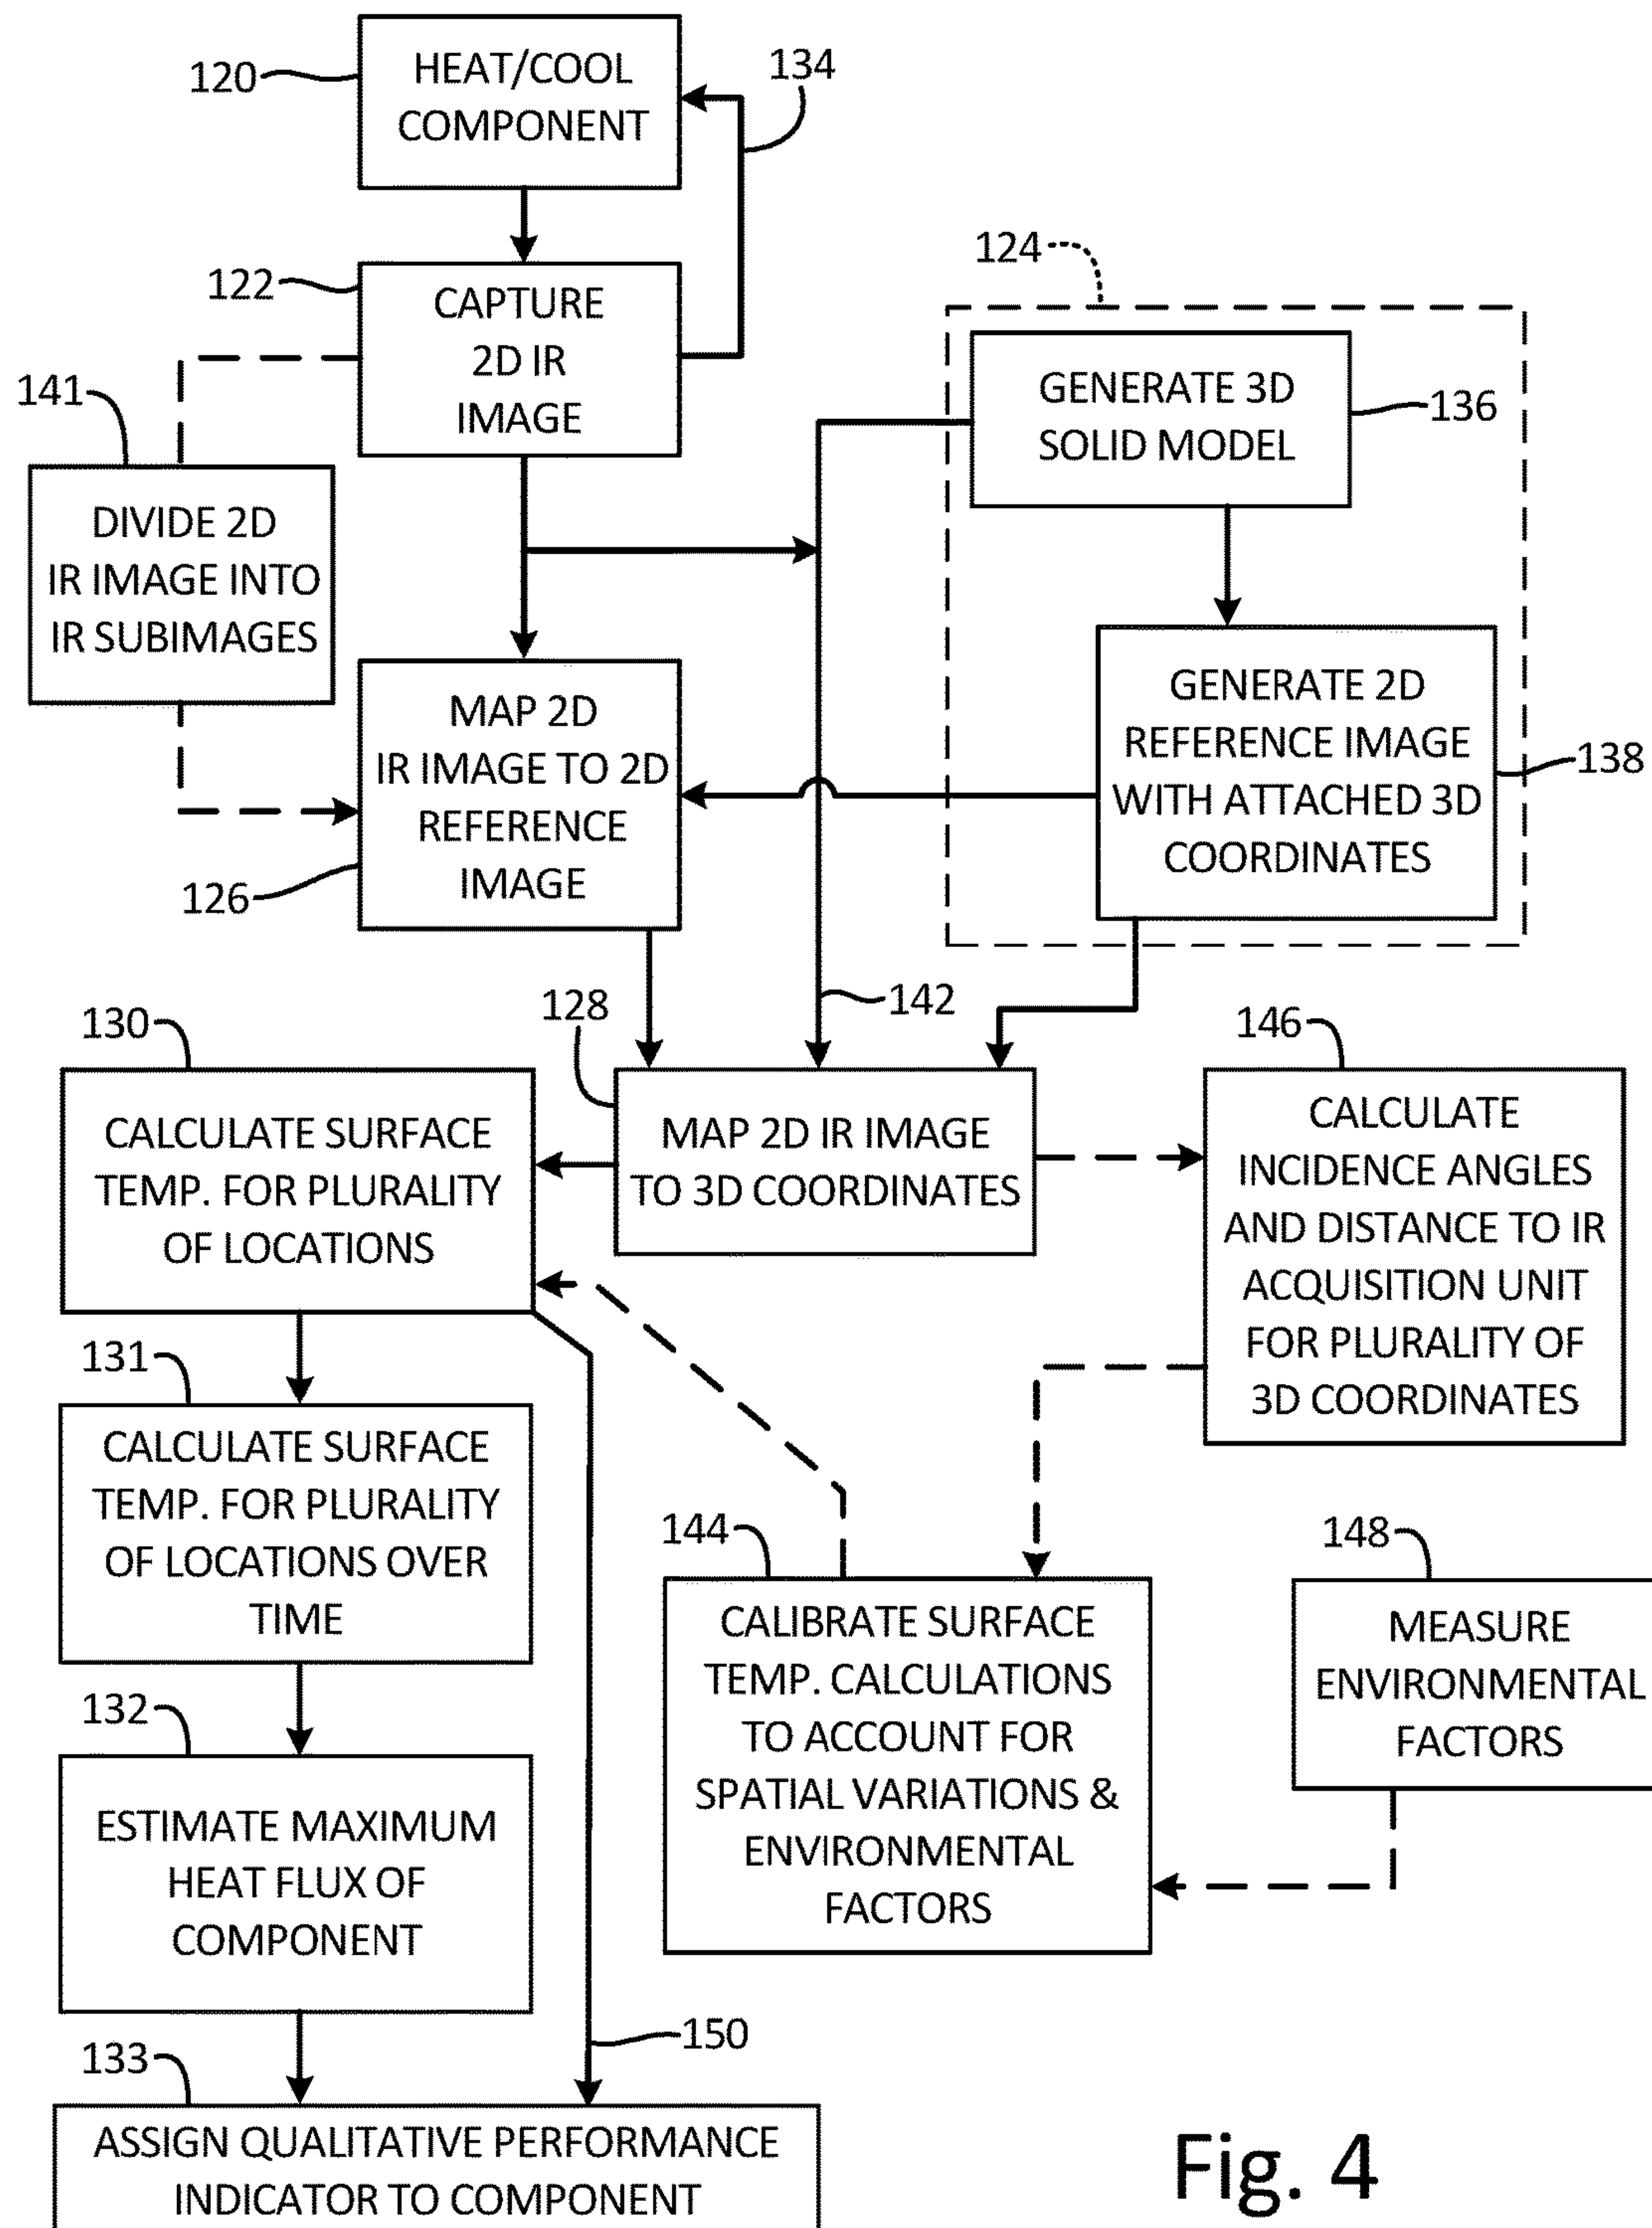 120
HEAT/COOL
COMPONENT
134
122
CAPTURE
2D IR
IMAGE
124
141
DIVIDE 2D
IR IMAGE INTO
IR SUBIMAGES
GENERATE 3D
SOLID MODEL
136
MAP 2D
IR IMAGE TO 2D
REFERENCE
IMAGE
126
GENERATE 2D
REFERENCE IMAGE
WITH ATTACHED 3D
COORDINATES
138
142
128
MAP 2D IR IMAGE
TO 3D COORDINATES
130
CALCULATE SURFACE
TEMP. FOR PLURALITY
OF LOCATIONS
146
CALCULATE
INCIDENCE ANGLES
AND DISTANCE TO IR
ACQUISITION UNIT
FOR PLURALITY OF
3D COORDINATES
131
CALCULATE SURFACE
TEMP. FOR PLURALITY
OF LOCATIONS OVER
TIME
144
CALIBRATE SURFACE
TEMP. CALCULATIONS
TO ACCOUNT FOR
SPATIAL VARIATIONS &
ENVIRONMENTAL
FACTORS
148
MEASURE
ENVIRONMENTAL
FACTORS
132
ESTIMATE MAXIMUM
HEAT FLUX OF
COMPONENT
150
133
ASSIGN QUALITATIVE PERFORMANCE
INDICATOR TO COMPONENT
Fig. 4